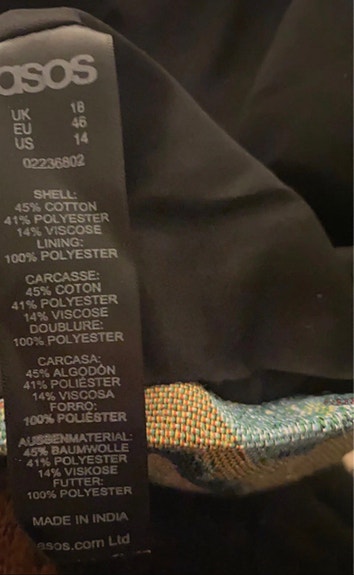 asos
UK 18
EU 46
US 14
02236802
SHELL:
45% COTTON
41% POLYESTER
14% VISCOSE
LINING:
100% POLYESTER
CARCASSE:
45% COTON
41% POLYESTER
14% VISCOSE
DOUBLURE:
100% POLYESTER
CARCASA:
45% ALGODÓN
41% POLIÉSTER
14% VISCOSA
FORRO:
100% POLIÉSTER
AUSSENMATERIAL:
45% BAUMWOLLE
41% POLYESTER
14% VISKOSE
FUTTER:
100% POLYESTER
MADE IN INDIA
asos.com Ltd